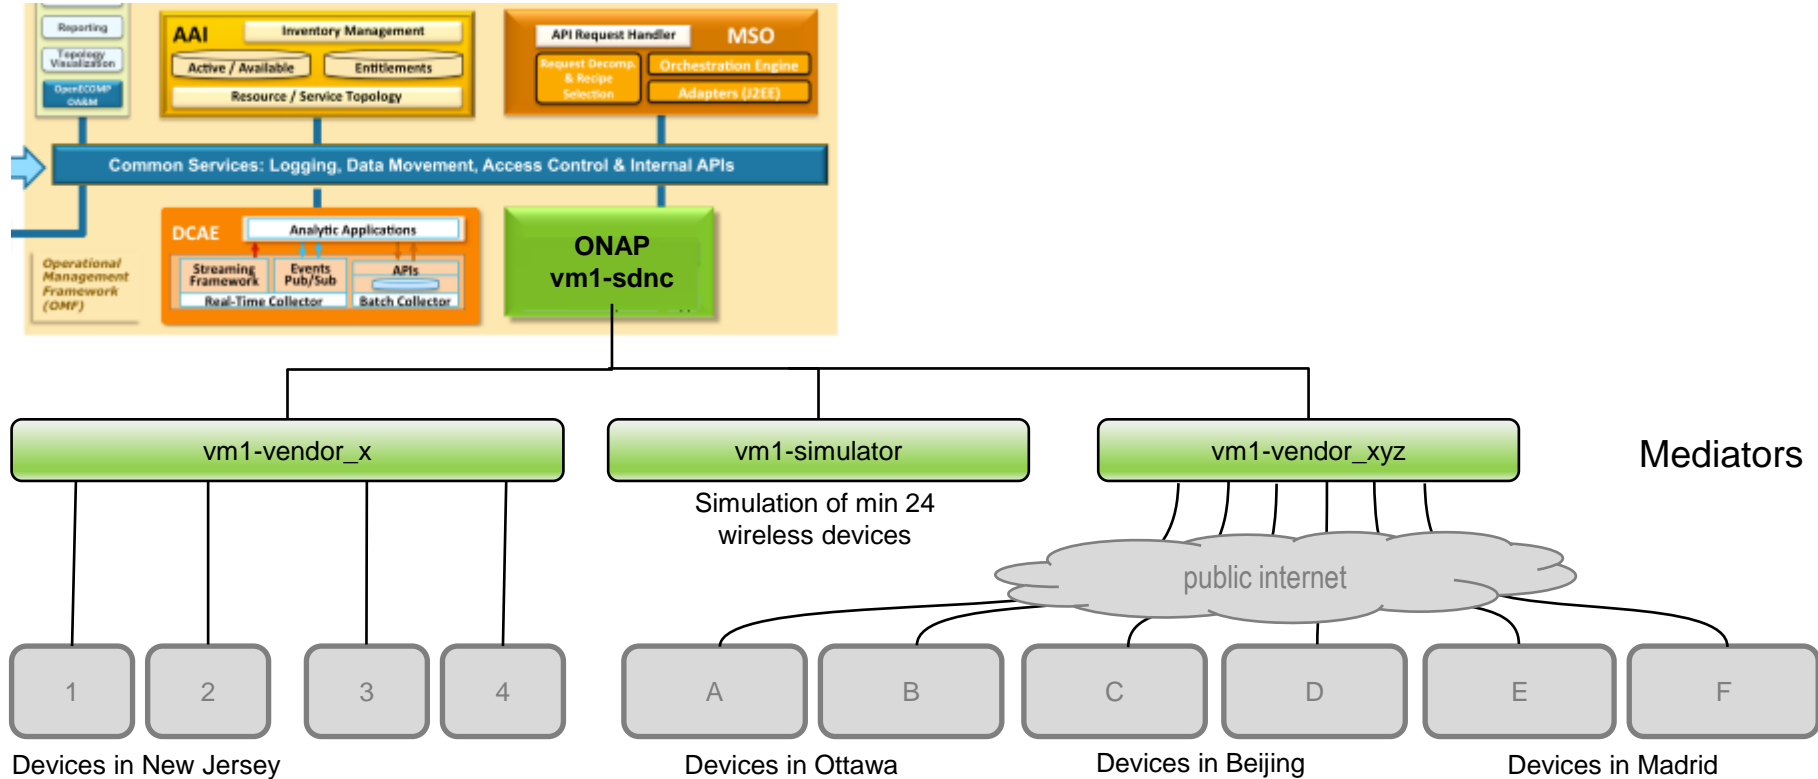 Reporting
Topology
Visualization
OpenECOMP
OA&M
AAI
Inventory Management
Active / Available
Entitlements
Resource / Service Topology
API Request Handler
MSO
Request Decomp.
& Recipe
Selection
Orchestration Engine
Adapters (J2EE)
Common Services: Logging, Data Movement, Access Control & Internal APIs
Operational
Management
Framework
(OMF)
DCAE
Analytic Applications
Streaming
Framework
Events
Pub/Sub
APIs
Real-Time Collector
Batch Collector
ONAP
vm1-sdnc
vm1-vendor_x
vm1-simulator
vm1-vendor_xyz
Mediators
Simulation of min 24
wireless devices
public internet
1
2
3
4
A
B
C
D
E
F
Devices in New Jersey
Devices in Ottawa
Devices in Beijing
Devices in Madrid